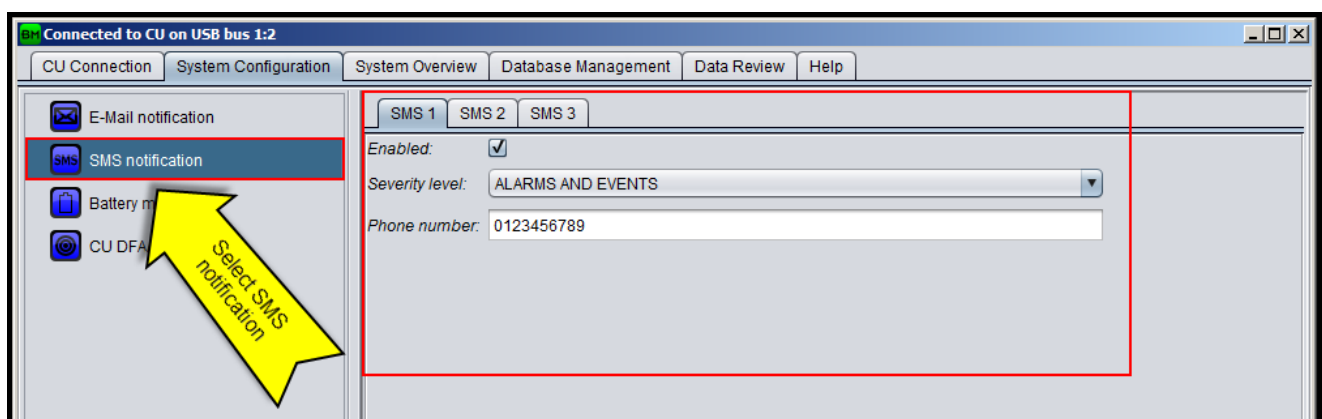 BM Connected to CU on USB bus 1:2
CU Connection System Configuration System Overview Database Management Data Review Help
E-Mail notification
SMS SMS notification
Battery m
CU DFA
Select SMS
notification
SMS 1 SMS 2 SMS 3
Enabled:
Severity level: ALARMS AND EVENTS
Phone number: 0123456789